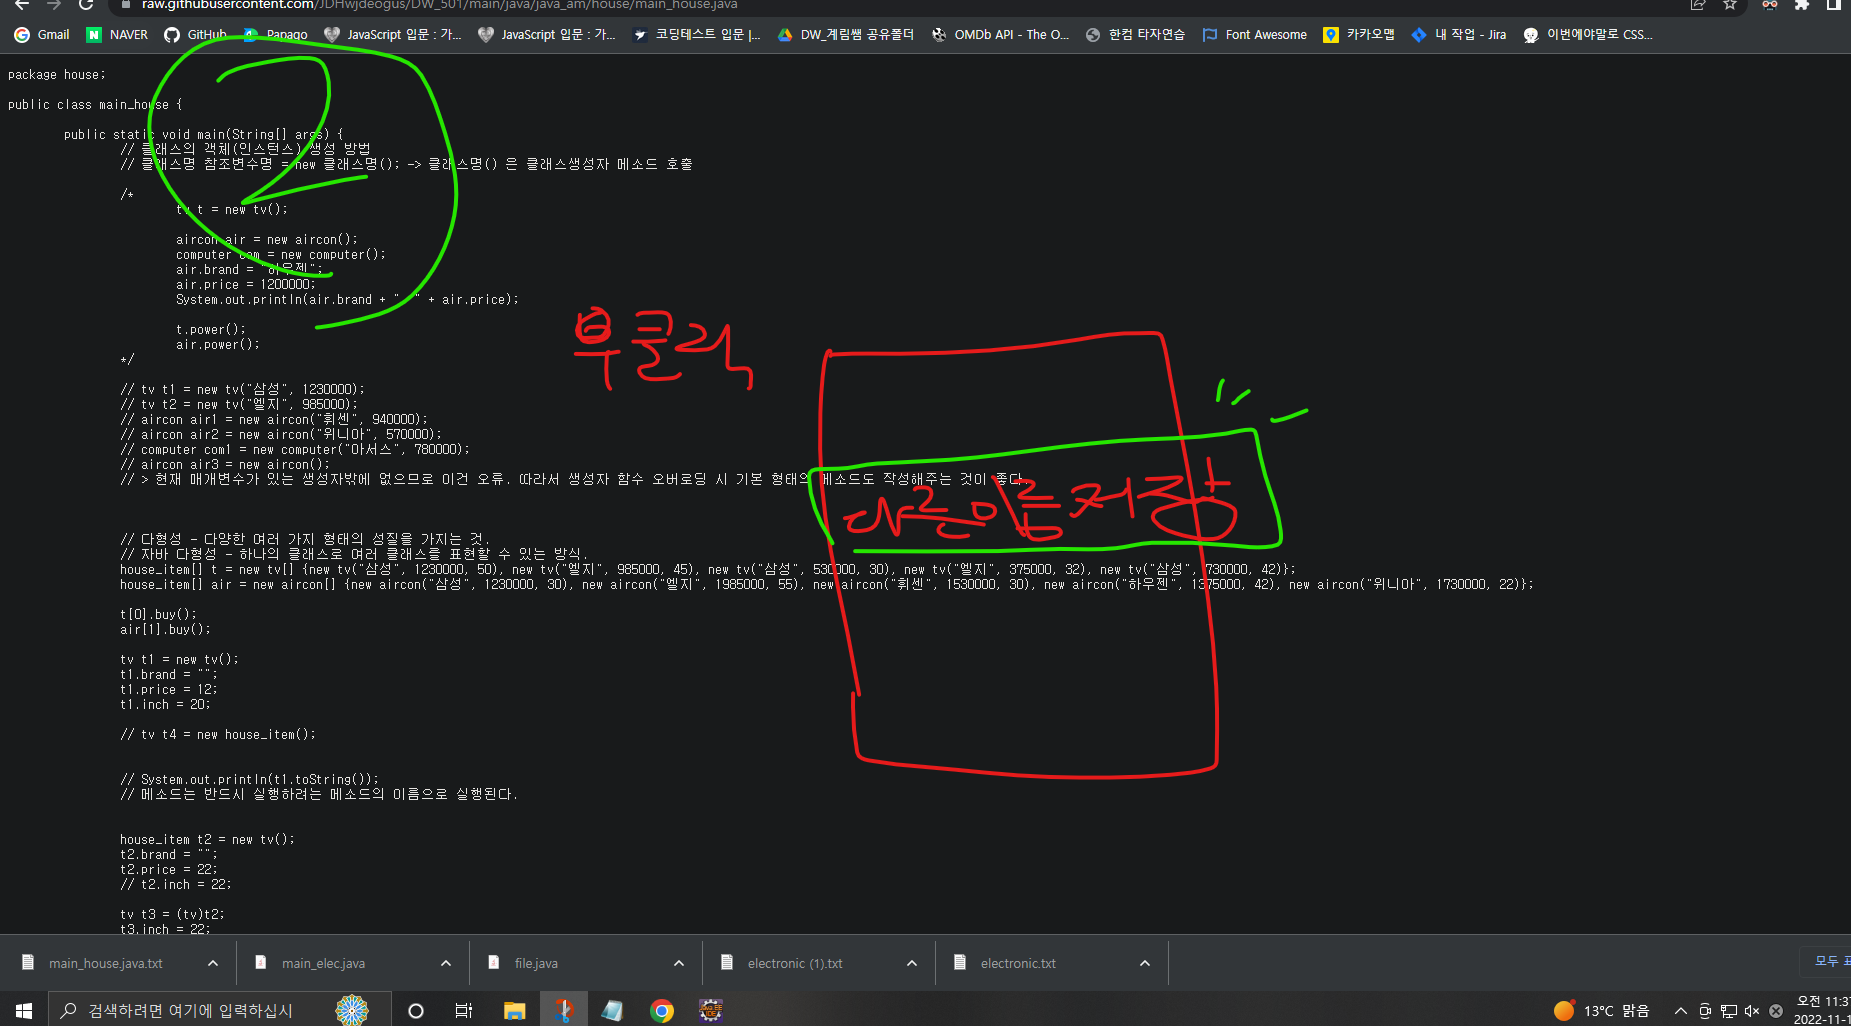 raw.githubusercontent.com/JDHwjdeogus/DW_501/main/java/java_am/house/main_house.java
Gmail NAVER GitHub Papago JavaScript 입문 : 가... JavaScript 입문 : 가... 코딩테스트 입문 |... DW_계림쌤 공유폴더 OMDb API - The O... 한컴 타자연습 Font Awesome 카카오맵 내 작업 - Jira 이번에야말로 CSS...
package house;
public class main_house {
public static void main(String[] args) {
// 클래스의 객체(인스턴스) 생성 방법
// 클래스명 참조변수명 = new 클래스명(); -> 클래스명() 은 클래스생성자 메소드 호출
/*
tv t = new tv();
aircon air = new aircon();
computer com = new computer();
air.brand = "하우젠";
air.price = 1200000;
System.out.println(air.brand + " " + air.price);
t.power();
air.power();
*/
// tv t1 = new tv("삼성", 1230000);
// tv t2 = new tv("엘지", 985000);
// aircon air1 = new aircon("휘센", 940000);
// aircon air2 = new aircon("위니아", 570000);
// computer com1 = new computer("아서스", 780000);
// aircon air3 = new aircon();
// > 현재 매개변수가 있는 생성자밖에 없으므로 이건 오류. 따라서 생성자 함수 오버로딩 시 기본 형태의 메소드도 작성해주는 것이 좋다.
// 다형성 - 다양한 여러 가지 형태의 성질을 가지는 것.
// 자바 다형성 - 하나의 클래스로 여러 클래스를 표현할 수 있는 방식.
house_item[] t = new tv[] {new tv("삼성", 1230000, 50), new tv("엘지", 985000, 45), new tv("삼성", 530000, 30), new tv("엘지", 375000, 32), new tv("삼성", 730000, 42)};
house_item[] air = new aircon[] {new aircon("삼성", 1230000, 30), new aircon("엘지", 1985000, 55), new aircon("휘센", 1530000, 30), new aircon("하우젠", 1375000, 42), new aircon("위니아", 1730000, 22)};
t[0].buy();
air[1].buy();
tv t1 = new tv();
t1.brand = "";
t1.price = 12;
t1.inch = 20;
// tv t4 = new house_item();
// System.out.println(t1.toString());
// 메소드는 반드시 실행하려는 메소드의 이름으로 실행된다.
house_item t2 = new tv();
t2.brand = "";
t2.price = 22;
// t2.inch = 22;
tv t3 = (tv)t2;
t3.inch = 22;
2
우클릭
다른이름저장
main_house.java.txt main_elec.java file.java electronic (1).txt electronic.txt 모두
검색하려면 여기에 입력하십시 13°C 맑음 오전 11:3
2022-11-1